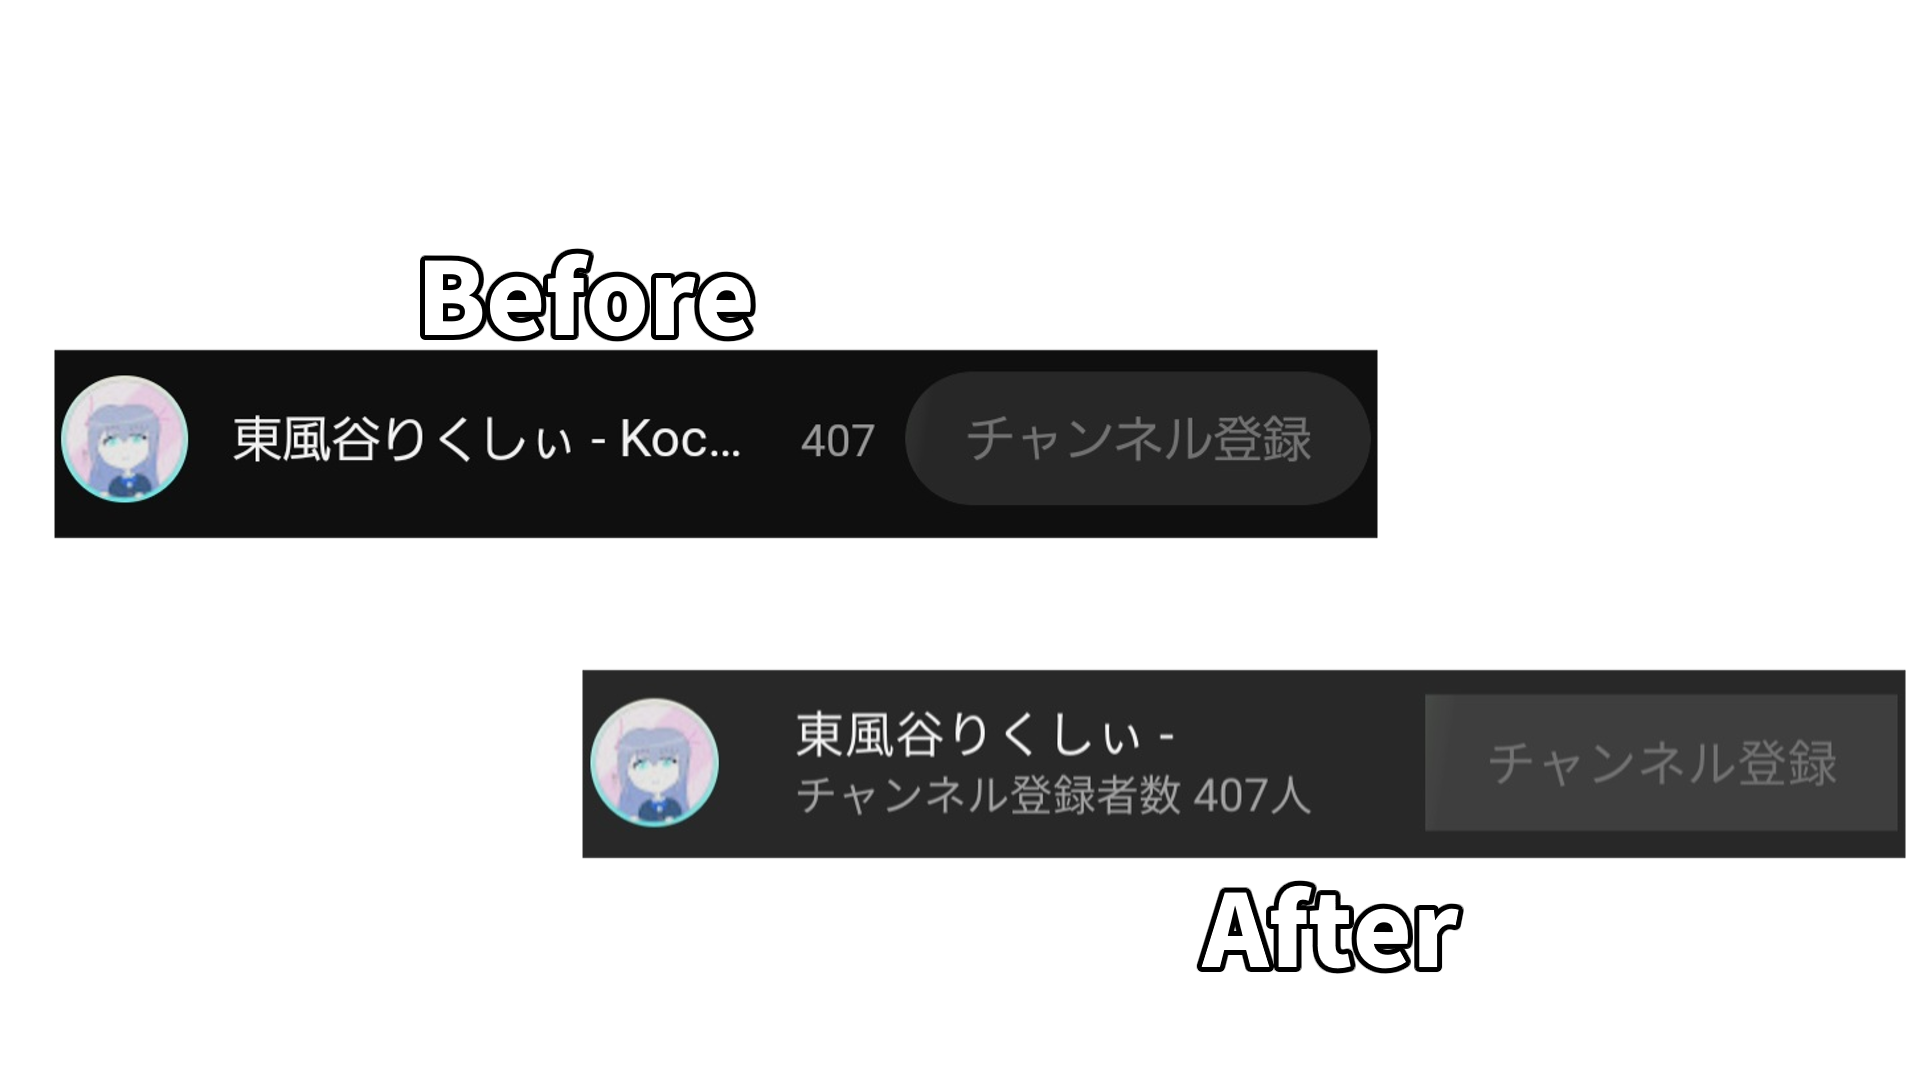 Before
東風谷りくしぃ - Koc... 407 チャンネル登録
東風谷りくしぃ -
チャンネル登録者数 407人
チャンネル登録
After